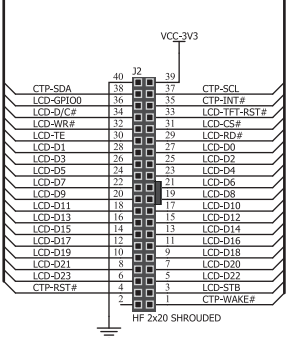 VCC-3V3
J2
40 39
CTP-SDA 38 37 CTP-SCL
LCD-GPIO0 36 35 CTP-INT#
LCD-D/C# 34 33 LCD-TFT-RST#
LCD-WR# 32 31 LCD-CS#
LCD-TE 30 29 LCD-RD#
LCD-D1 28 27 LCD-D0
LCD-D3 26 25 LCD-D2
LCD-D5 24 23 LCD-D4
LCD-D7 22 21 LCD-D6
LCD-D9 20 19 LCD-D8
LCD-D11 18 17 LCD-D10
LCD-D13 16 15 LCD-D12
LCD-D15 14 13 LCD-D14
LCD-D17 12 11 LCD-D16
LCD-D19 10 9 LCD-D18
LCD-D21 8 7 LCD-D20
LCD-D23 6 5 LCD-D22
CTP-RST# 4 3 LCD-STB
2 1 CTP-WAKE#
HF 2x20 SHROUDED